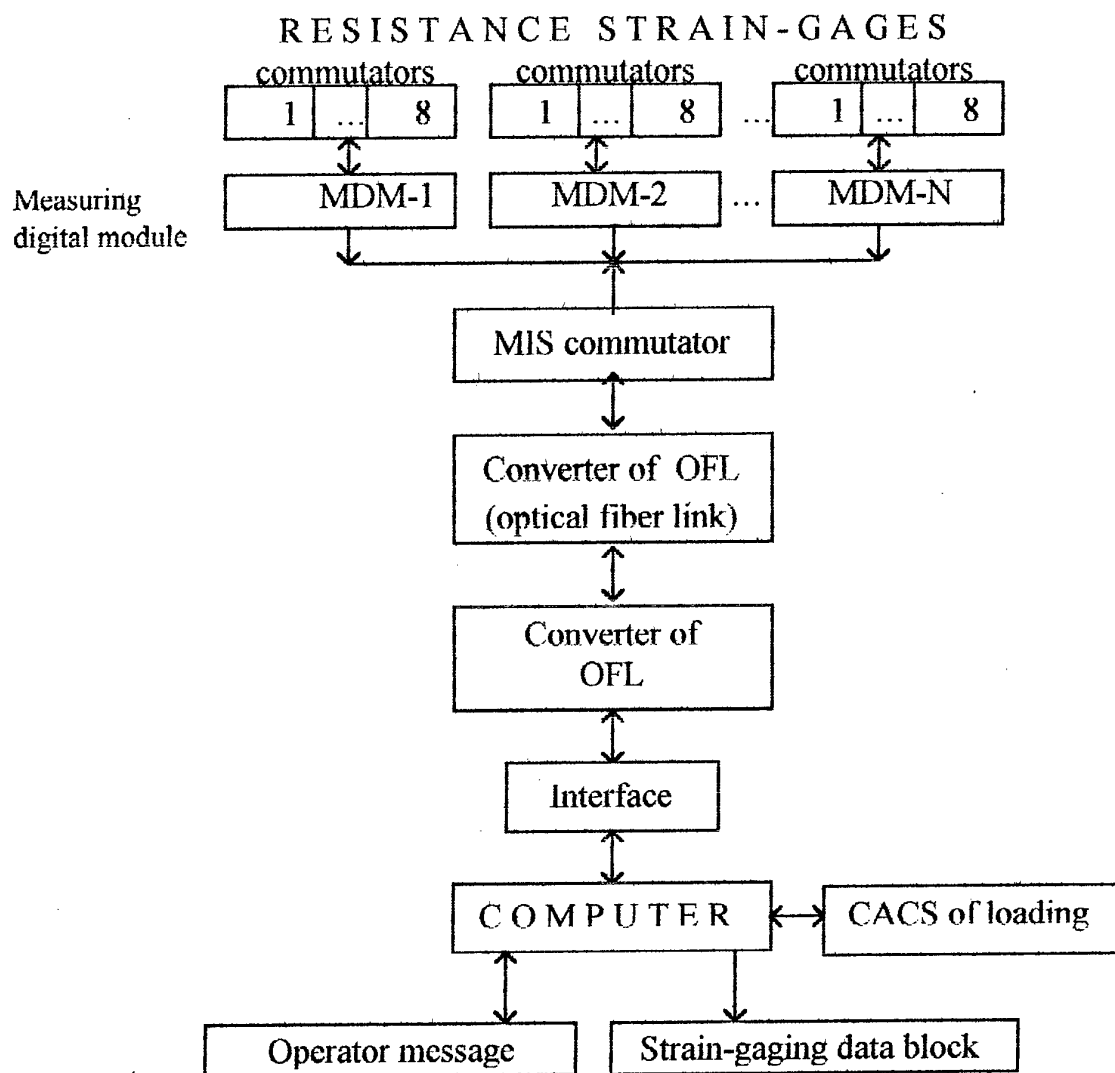 RESISTANCE STRAIN-GAGES
commutators commutators commutators
1 ... 8 1 ... 8 ... 1 ... 8
Measuring
digital module
MDM-1 MDM-2 ... MDM-N
MIS commutator
Converter of OFL
(optical fiber link)
Converter of
OFL
Interface
COMPUTER
CACS of loading
Operator message
Strain-gaging data block